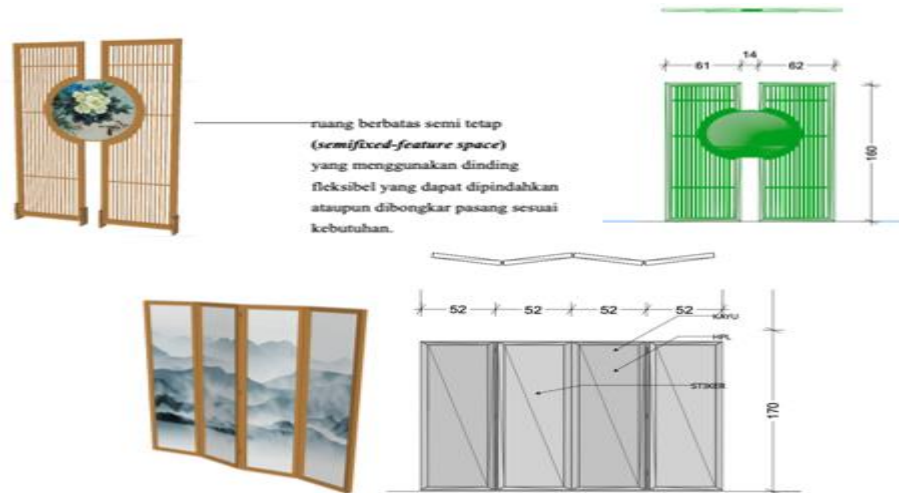 14
61 62
ruang berbatas semi tetap
(semifixed-feature space)
yang menggunakan dinding
fleksibel yang dapat dipindahkan
ataupun dibongkar pasang sesuai
kebutuhan.
160
52 52 52 52
KAYU
HPL
STIKER
170